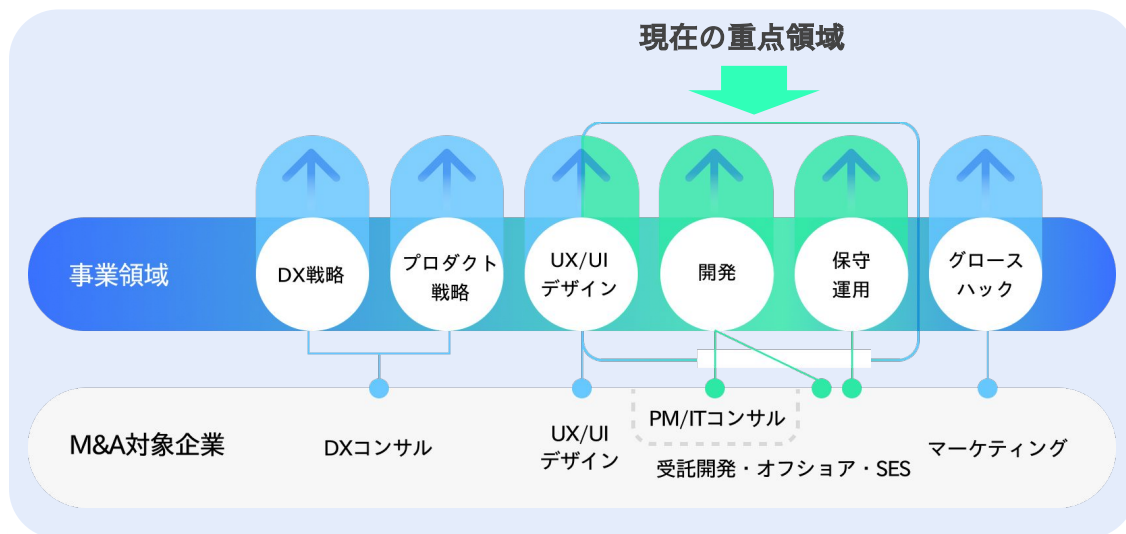 現在の重点領域
事業領域
DX戦略
プロダクト
戦略
UX/UI
デザイン
開発
保守
運用
グロース
ハック
M&A対象企業
DXコンサル
UX/UI
デザイン
PM/ITコンサル
受託開発・オフショア・SES
マーケティング